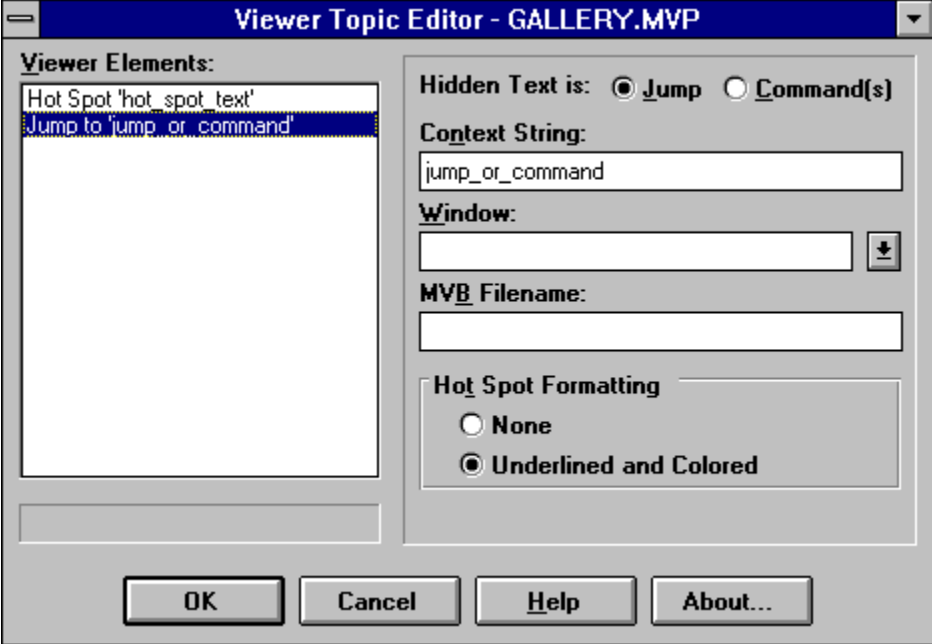 Viewer Topic Editor - GALLERY.MVP
Viewer Elements:
Hot Spot 'hot_spot_text'
Jump to 'jump_or_command'
Hidden Text is: Jump Command(s)
Context String:
jump_or_command
Window:
MVB Filename:
Hot Spot Formatting
None
Underlined and Colored
OK Cancel Help About...